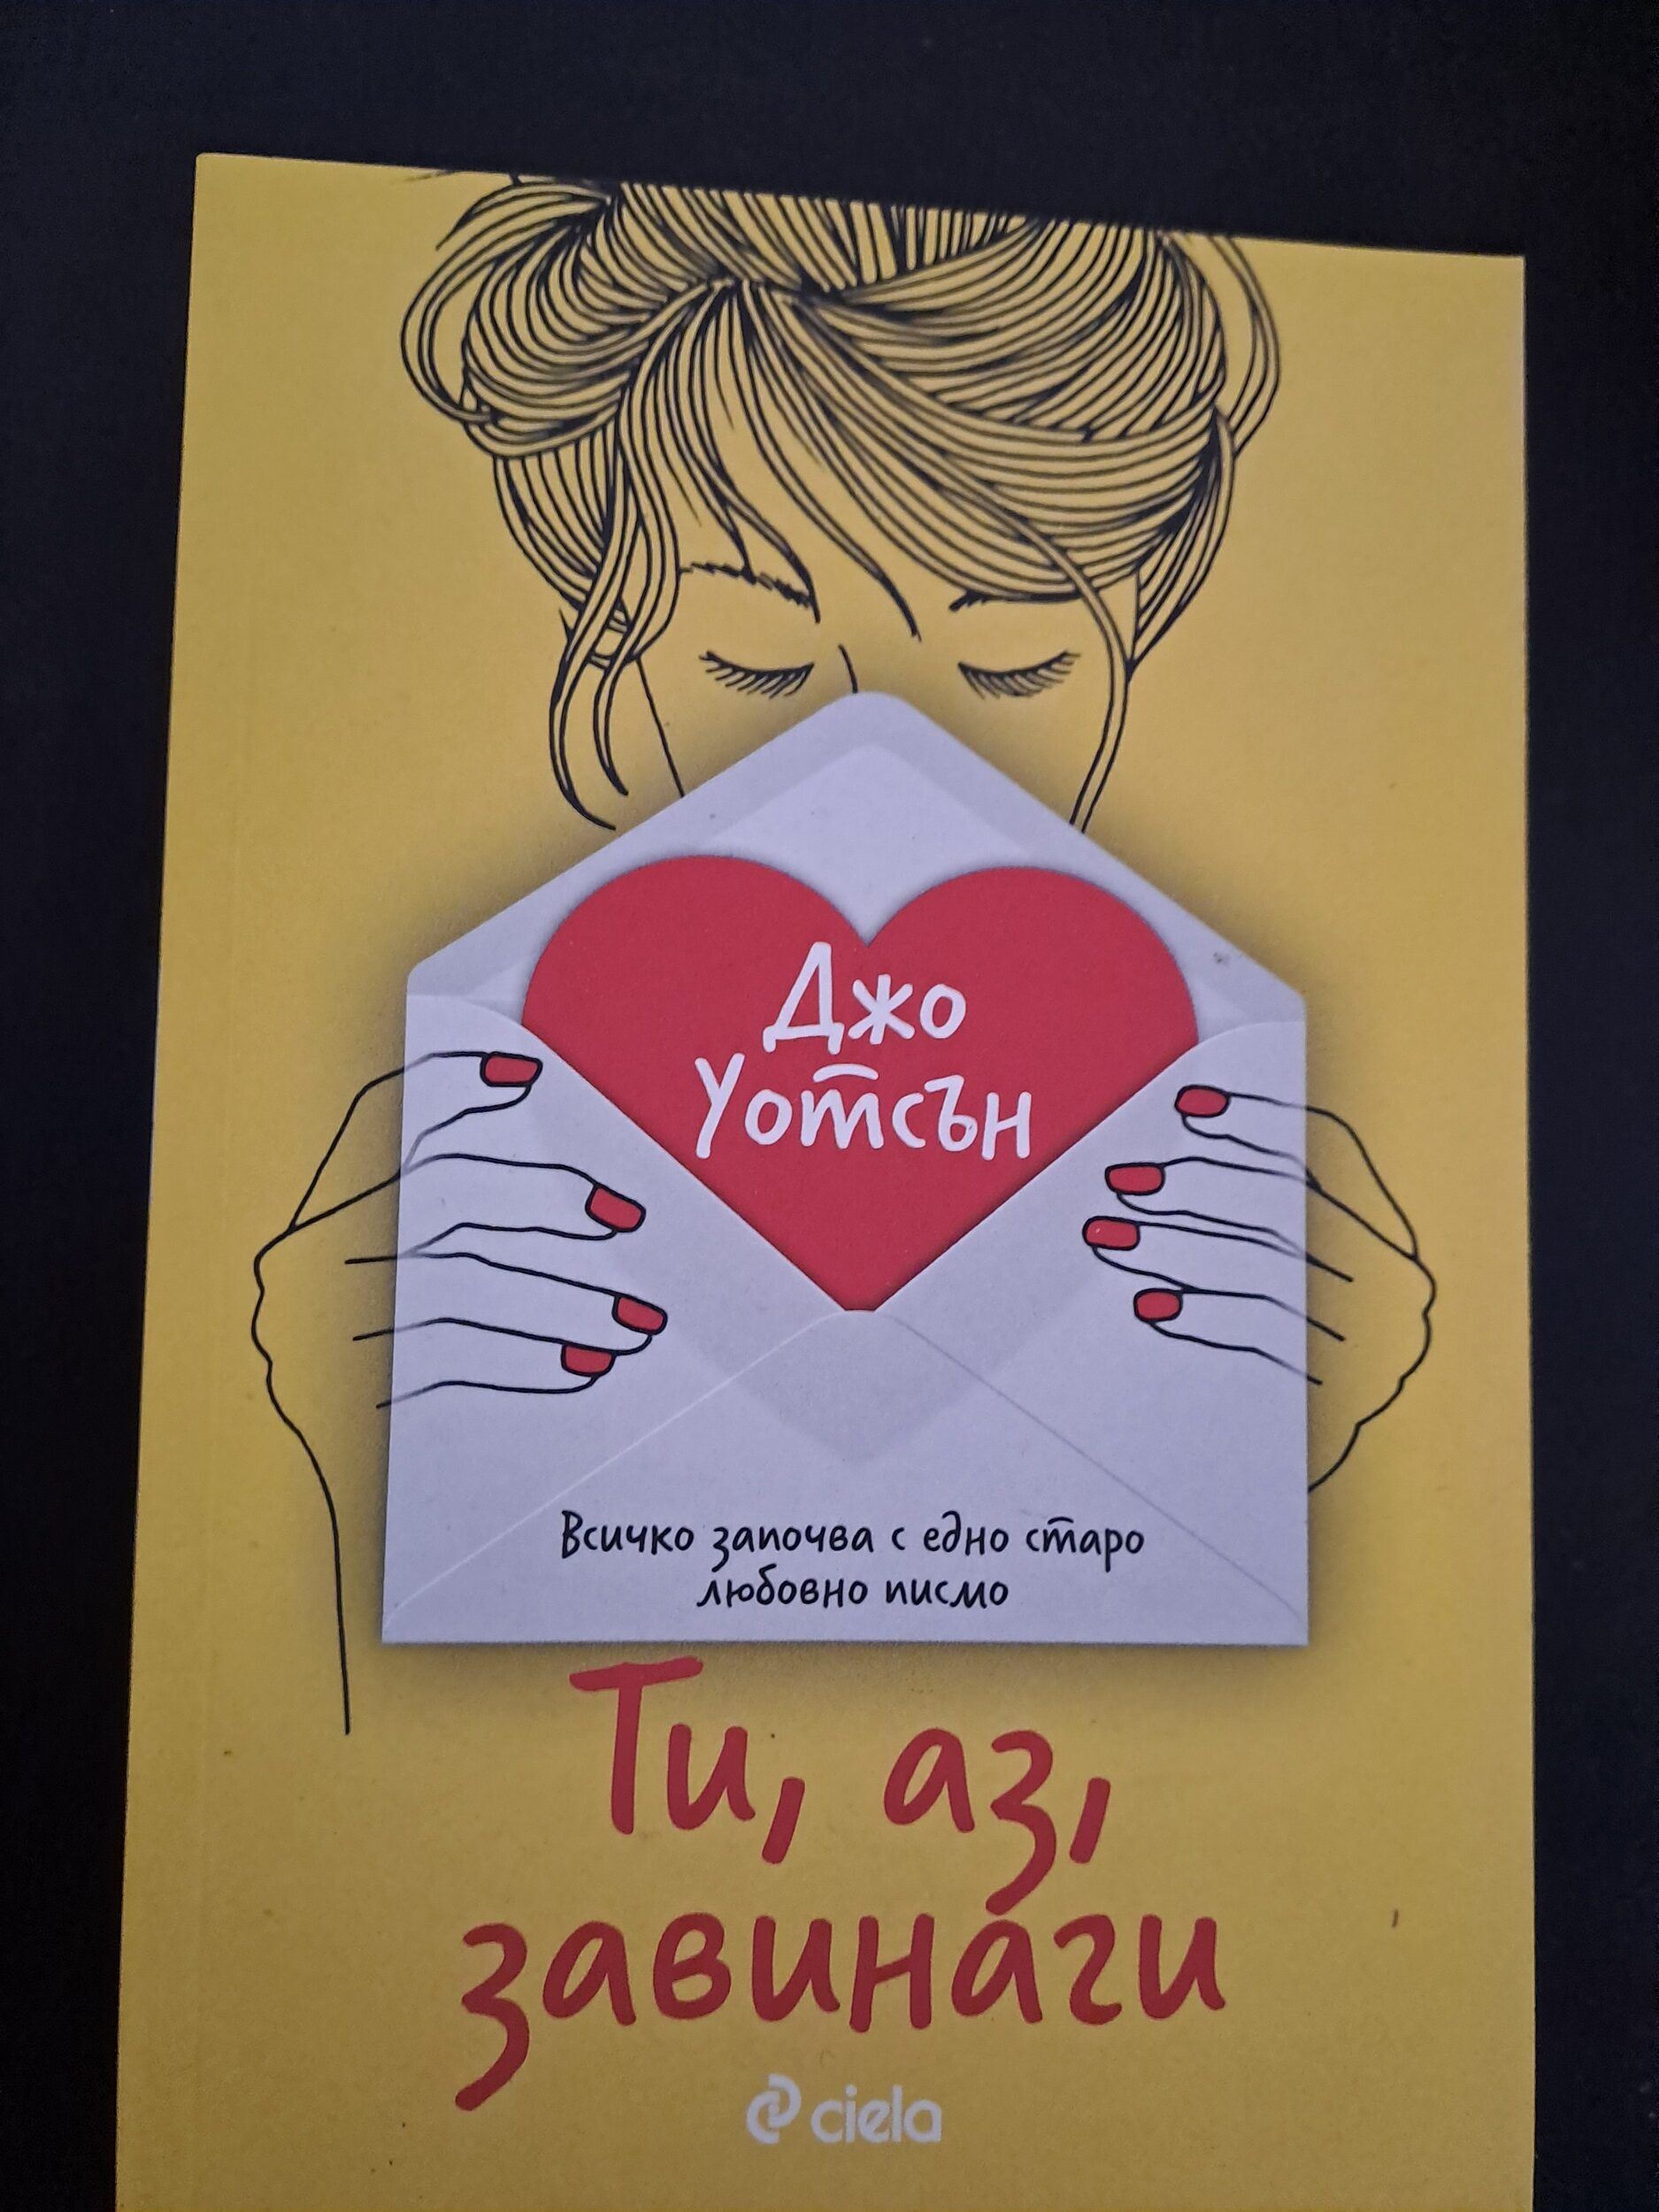 Джо
Уотсън
Всичко започва с едно старо
любовно писмо
Ти, аз,
завинаги
ciela